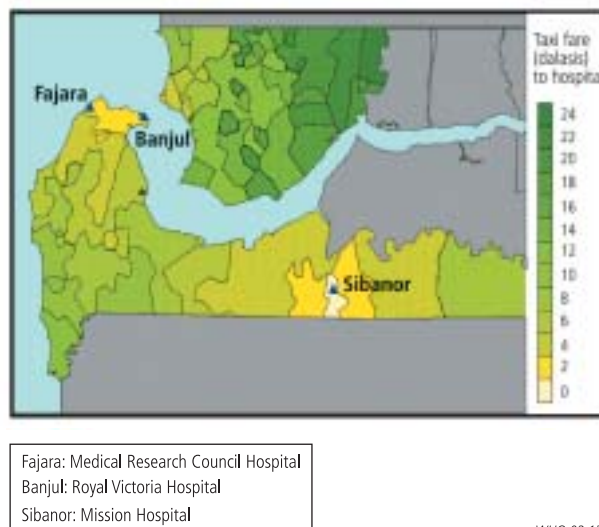 Taxi fare
(dalasis)
to hospital
Fajara
Banjul
Sibanor
24
22
20
18
16
14
12
10
8
6
4
2
0
Fajara: Medical Research Council Hospital
Banjul: Royal Victoria Hospital
Sibanor: Mission Hospital